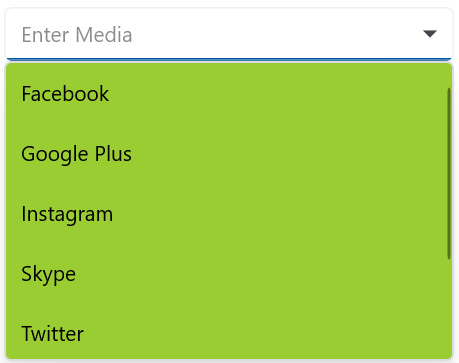 Enter Media
Facebook
Google Plus
Instagram
Skype
Twitter